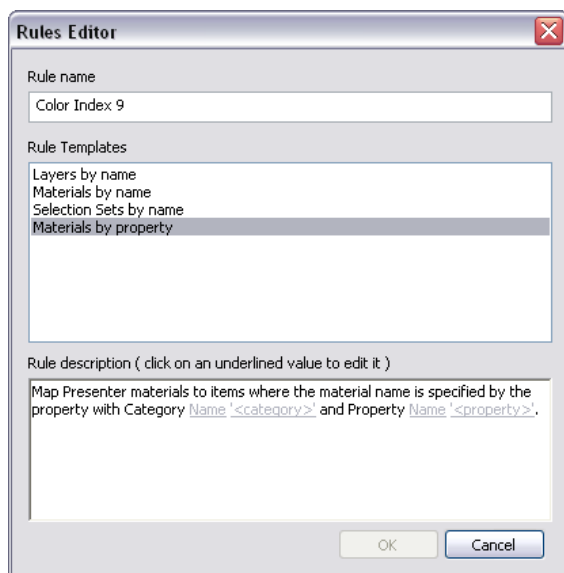 Rules Editor
Rule name
Color Index 9
Rule Templates
Layers by name
Materials by name
Selection Sets by name
Materials by property
Rule description ( click on an underlined value to edit it )
Map Presenter materials to items where the material name is specified by the
property with Category Name '<category>' and Property Name '<property>'.
OK
Cancel